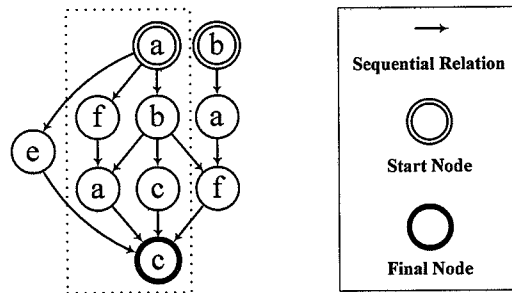 a b
f b a
e
a c f
c
Sequential Relation
Start Node
Final Node